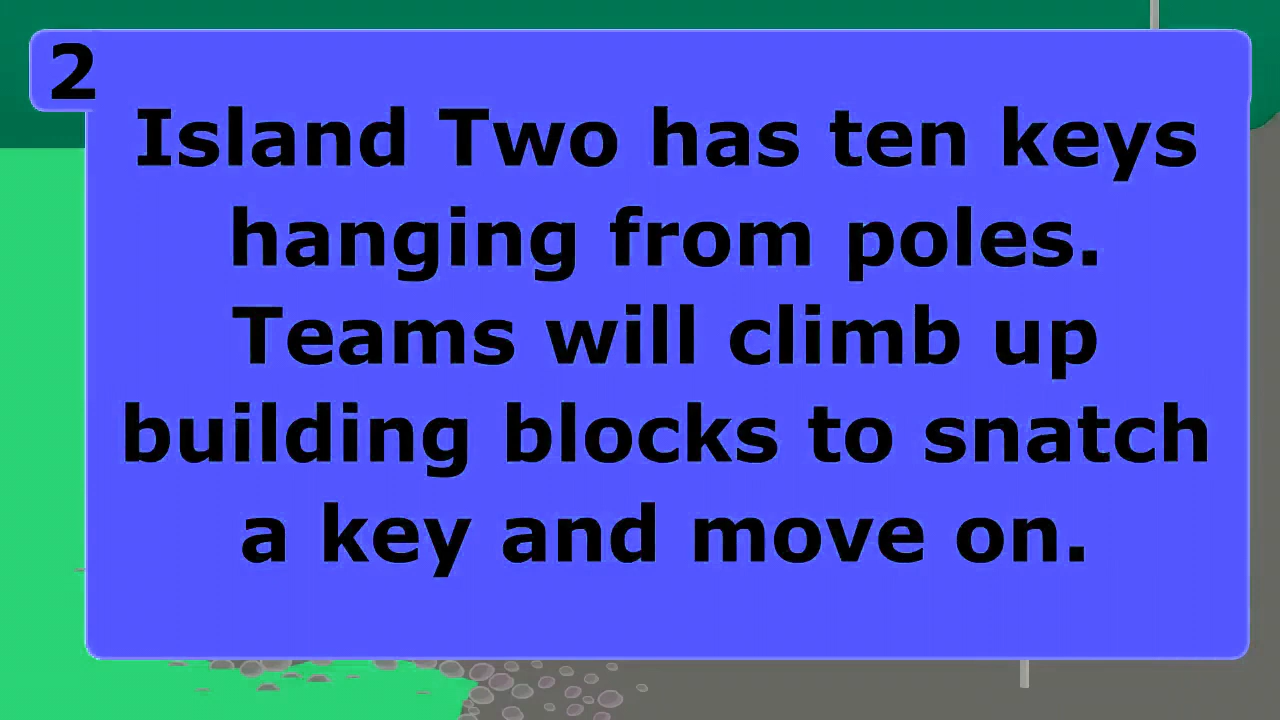 2
Island Two has ten keys
hanging from poles.
Teams will climb up
building blocks to snatch
a key and move on.